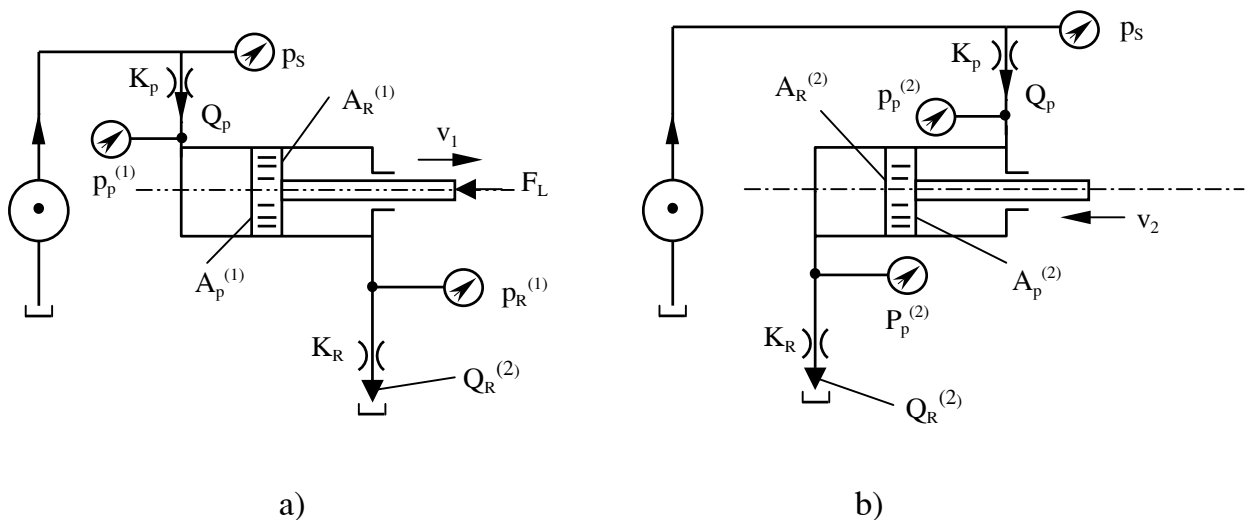 p_S
K_p
A_R^(1)
Q_p
v_1
p_p^(1)
F_L
A_p^(1)
p_R^(1)
K_R
Q_R^(2)
a)
p_S
K_p
A_R^(2)
p_p^(2)
Q_p
v_2
A_p^(2)
P_p^(2)
K_R
Q_R^(2)
b)